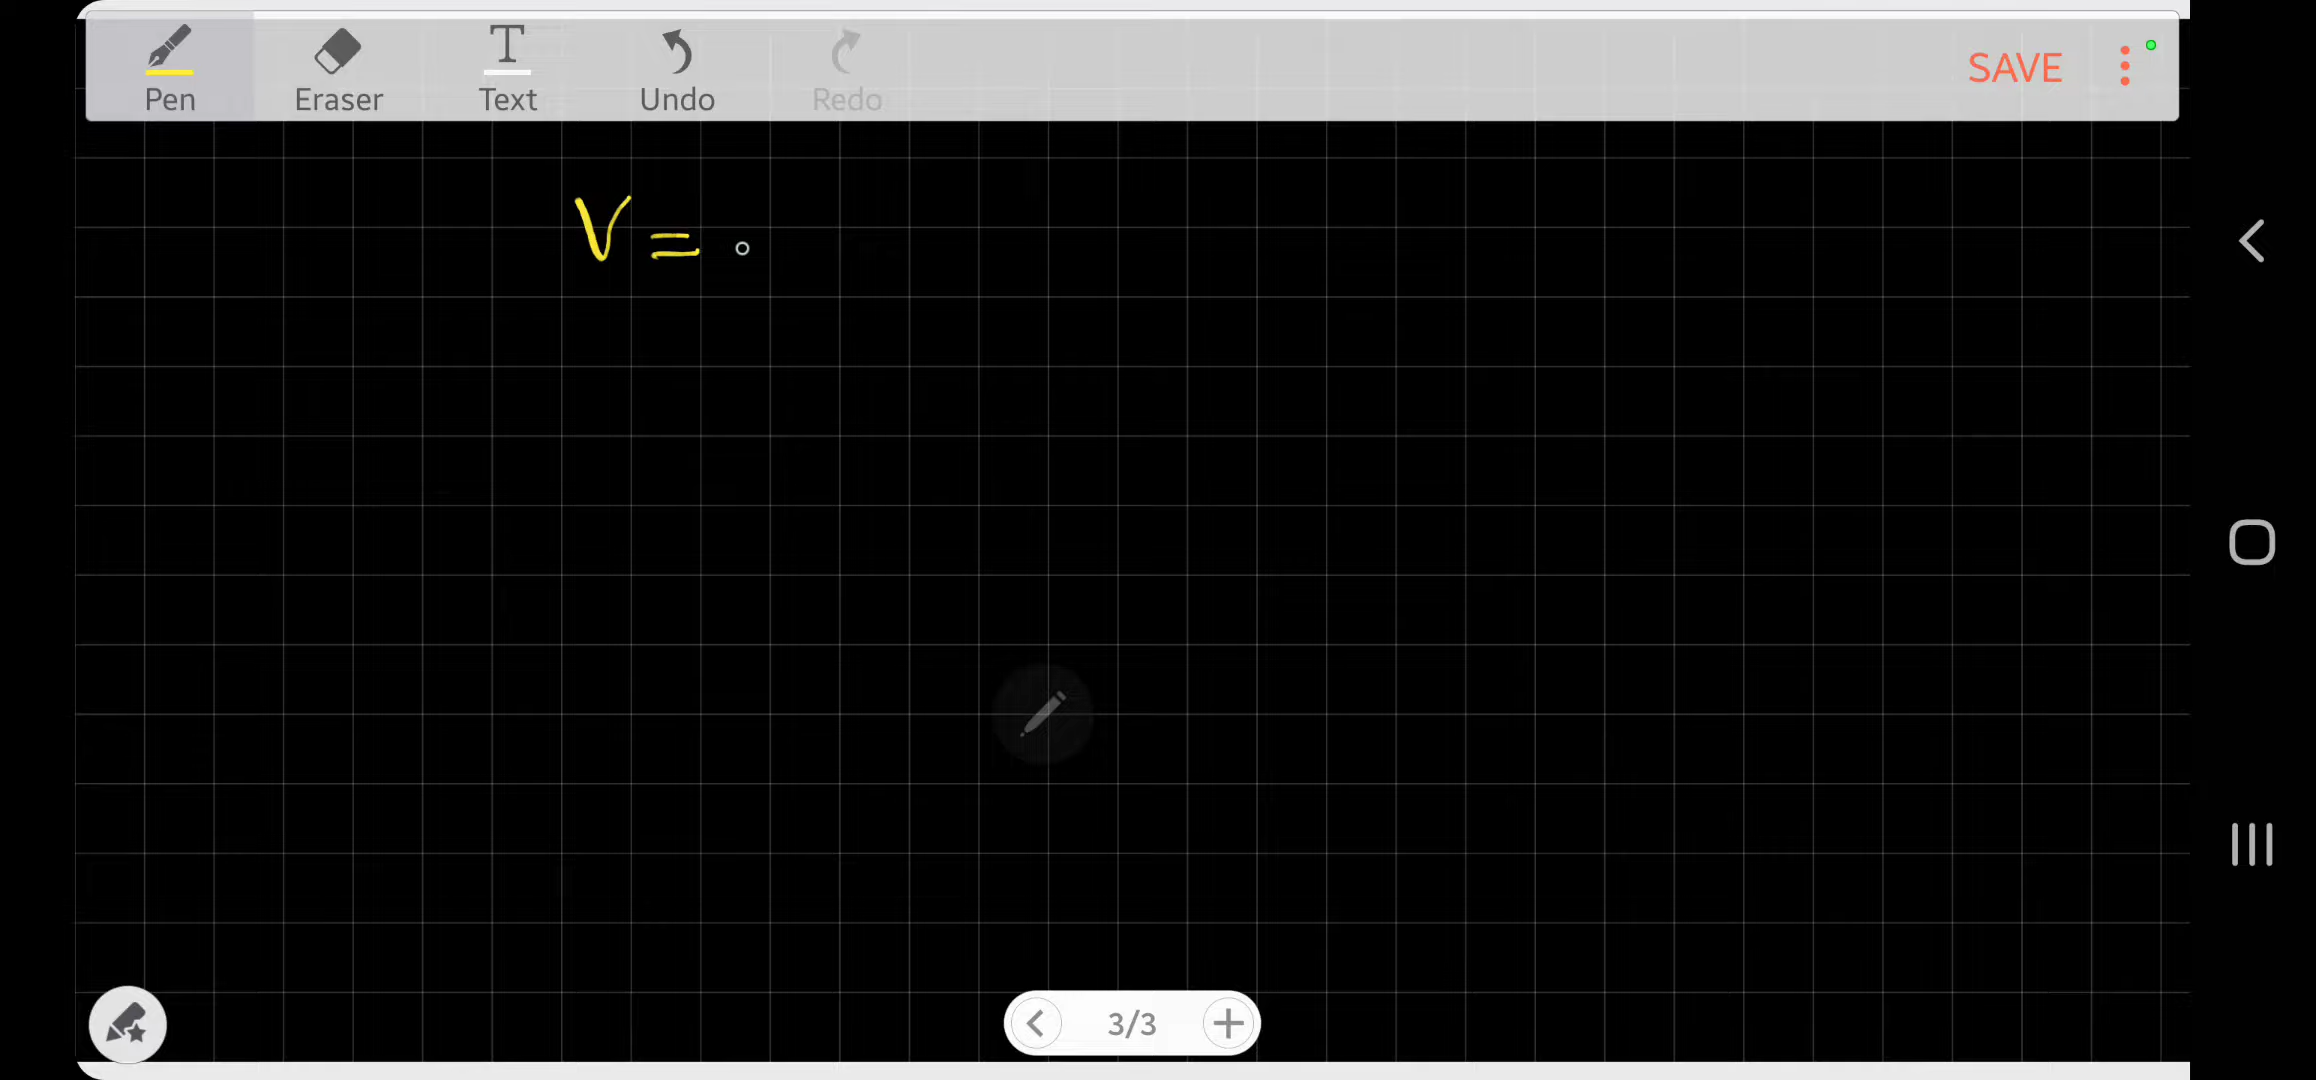 Pen Eraser Text Undo Redo SAVE
V =
3/3